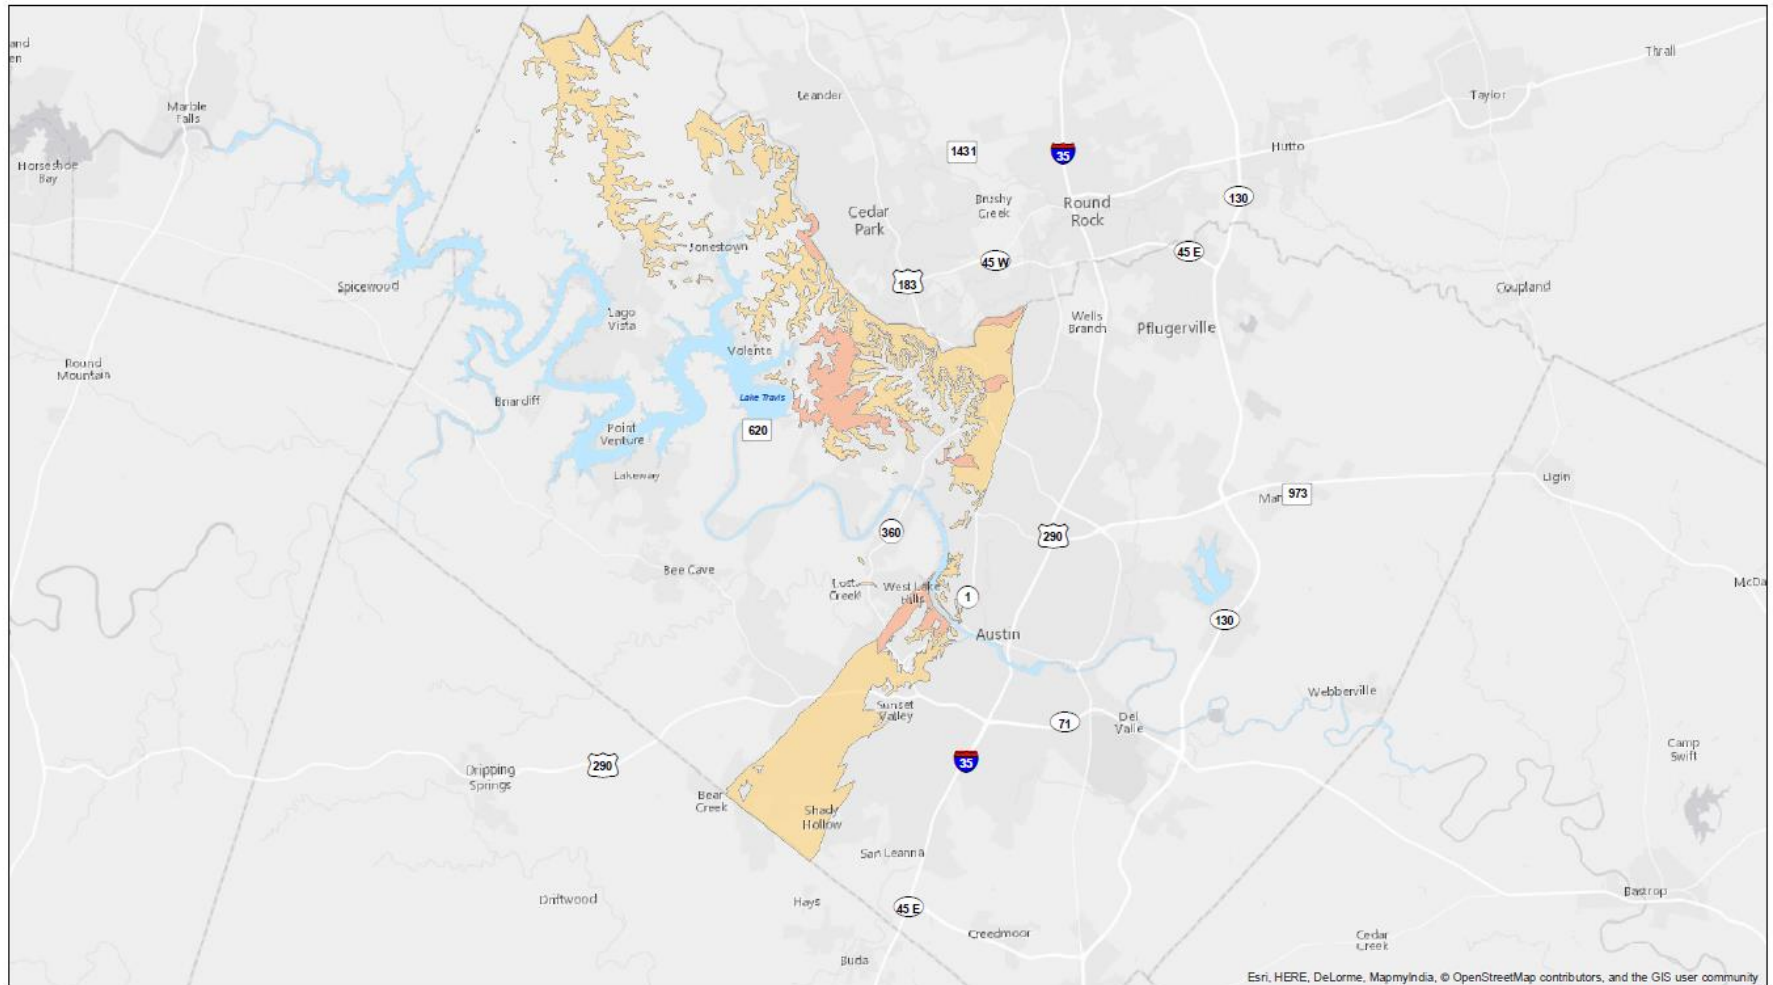 and
en
Marble
Falls
Horseshoe
Bay
Leander
1431
35
Thrall
Taylor
Hutto
130
Cedar
Park
Brushy
Creek
Round
Rock
45 E
45 W
183
Jonestown
Spicewood
Lago
Vista
Coupland
Wells
Branch
Pflugerville
Volente
Round
Mountain
Briarcliff
Lake Travis
Point
Venture
620
Lakeway
Elgin
973
360
290
Bee Cave
Lost
Creek
West Lake
Hills
1
McDa
Austin
130
Webberville
Sunset
Valley
71
Del
Valle
Camp
Swift
35
290
Dripping
Springs
Bear
Creek
Shady
Hollow
San Leanna
Driftwood
Hays
45 E
Bastrop
Creedmoor
Cedar
Creek
Buda
Esri, HERE, DeLorme, MapmyIndia, © OpenStreetMap contributors, and the GIS user community